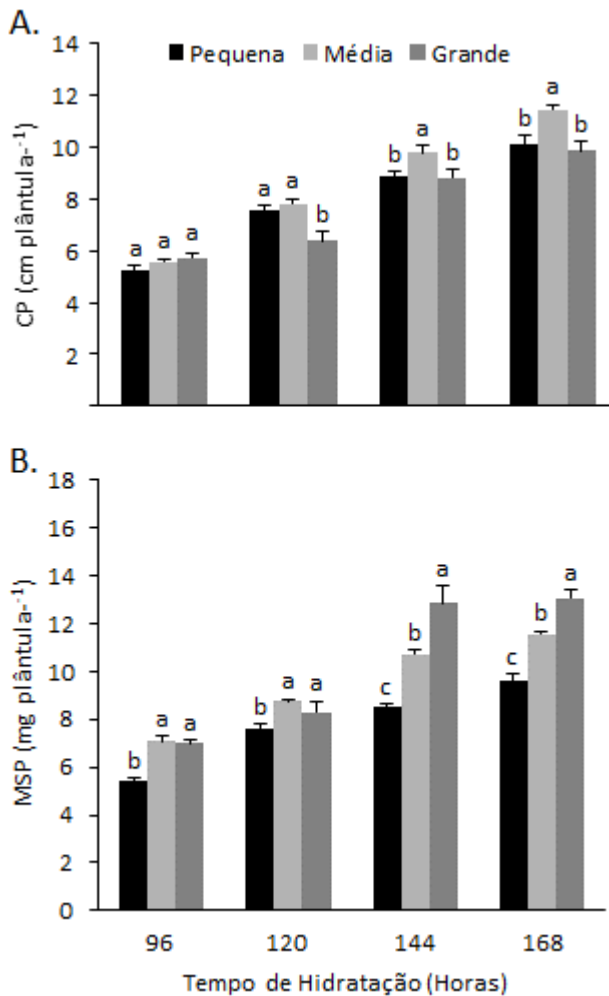 A.
14
12
10
8
6
4
2
CP (cm plântula-⁻¹)
Pequena Média Grande
a a a
a a b
b a b
b a b
B.
18
16
14
12
10
8
6
4
2
0
MSP (mg plântula-⁻¹)
b a a
b a a
c b a
c b a
96 120 144 168
Tempo de Hidratação (Horas)